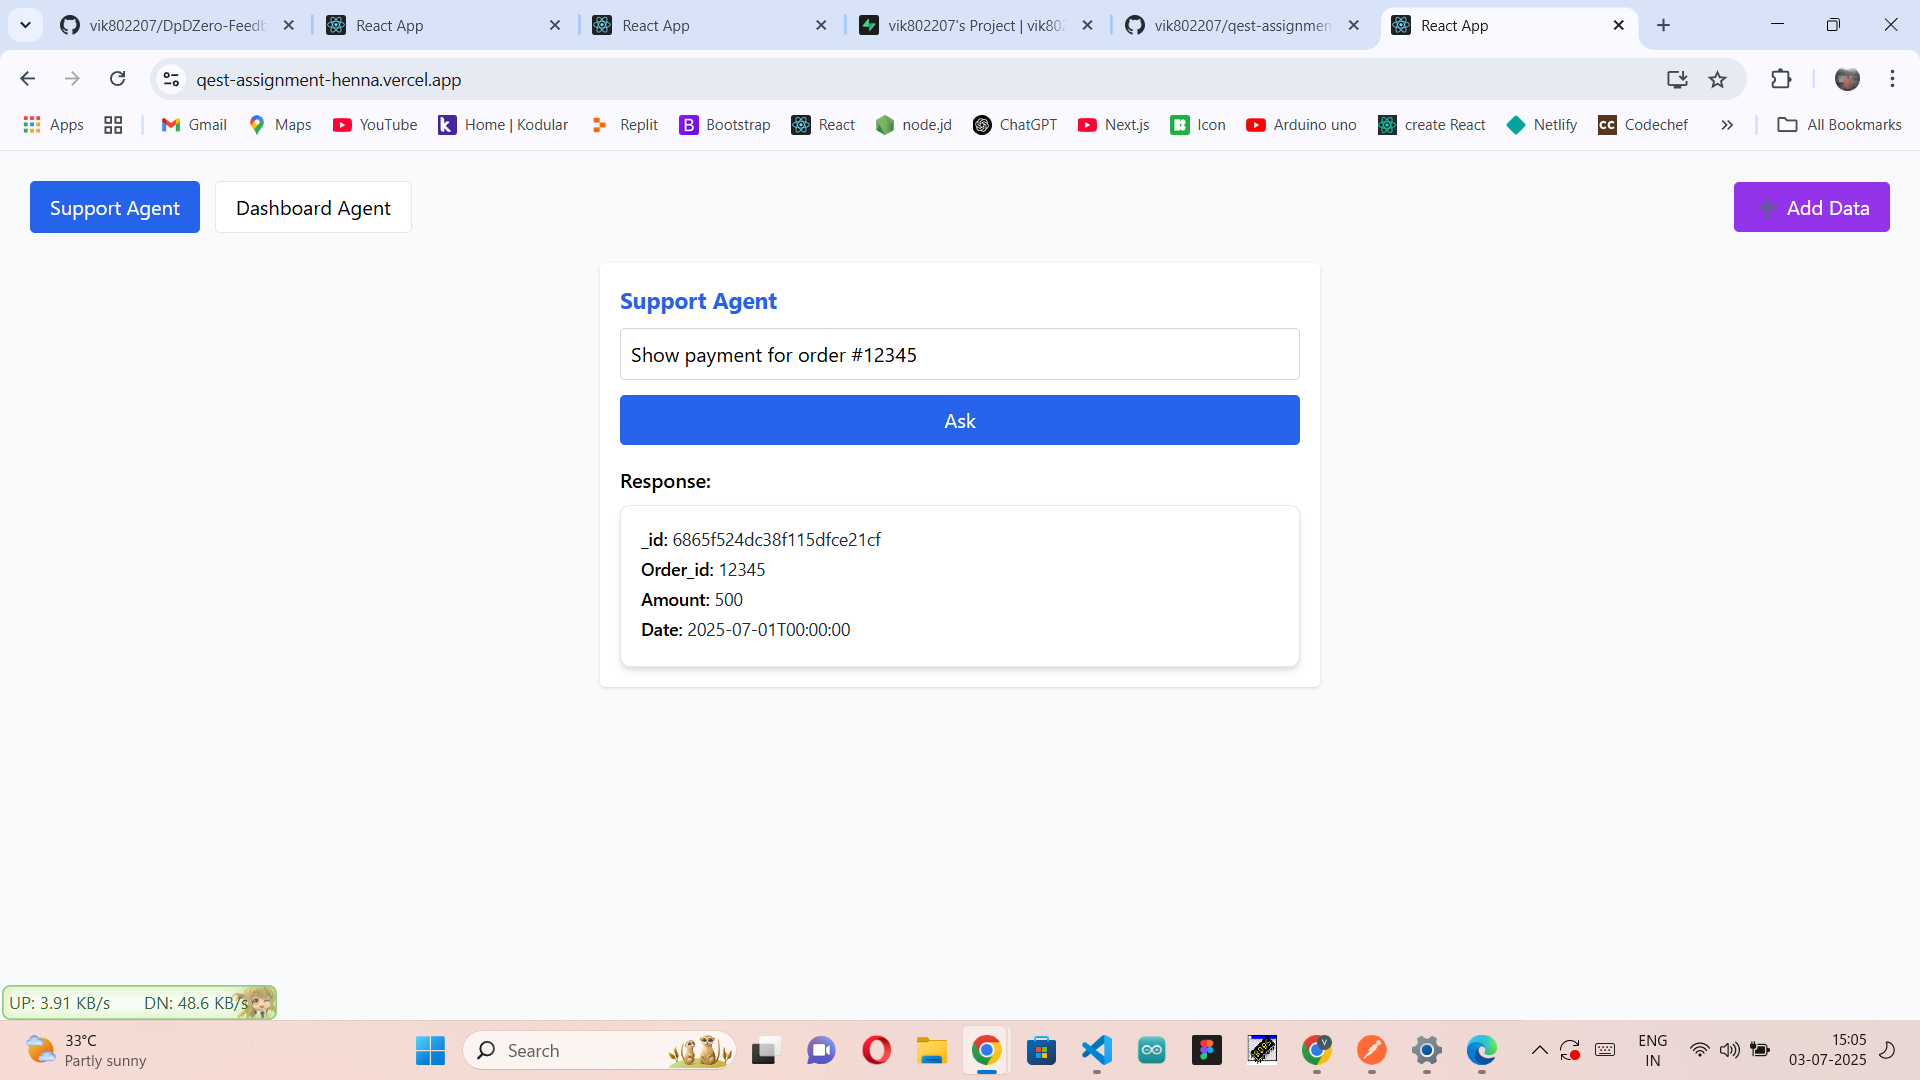 vik802207/DpDZero-Feedb
React App
React App
vik802207's Project | vik802
vik802207/qest-assignmen
React App
qest-assignment-henna.vercel.app
Apps
Gmail
Maps
YouTube
Home | Kodular
Replit
Bootstrap
React
node.jd
ChatGPT
Next.js
Icon
Arduino uno
create React
Netlify
CC Codechef
All Bookmarks
Support Agent
Dashboard Agent
Add Data
Support Agent
Show payment for order #12345
Ask
Response:
_id: 6865f524dc38f115dfce21cf
Order_id: 12345
Amount: 500
Date: 2025-07-01T00:00:00
UP: 3.91 KB/s DN: 48.6 KB/s
33°C
Partly sunny
Search
ENG
IN
15:05
03-07-2025